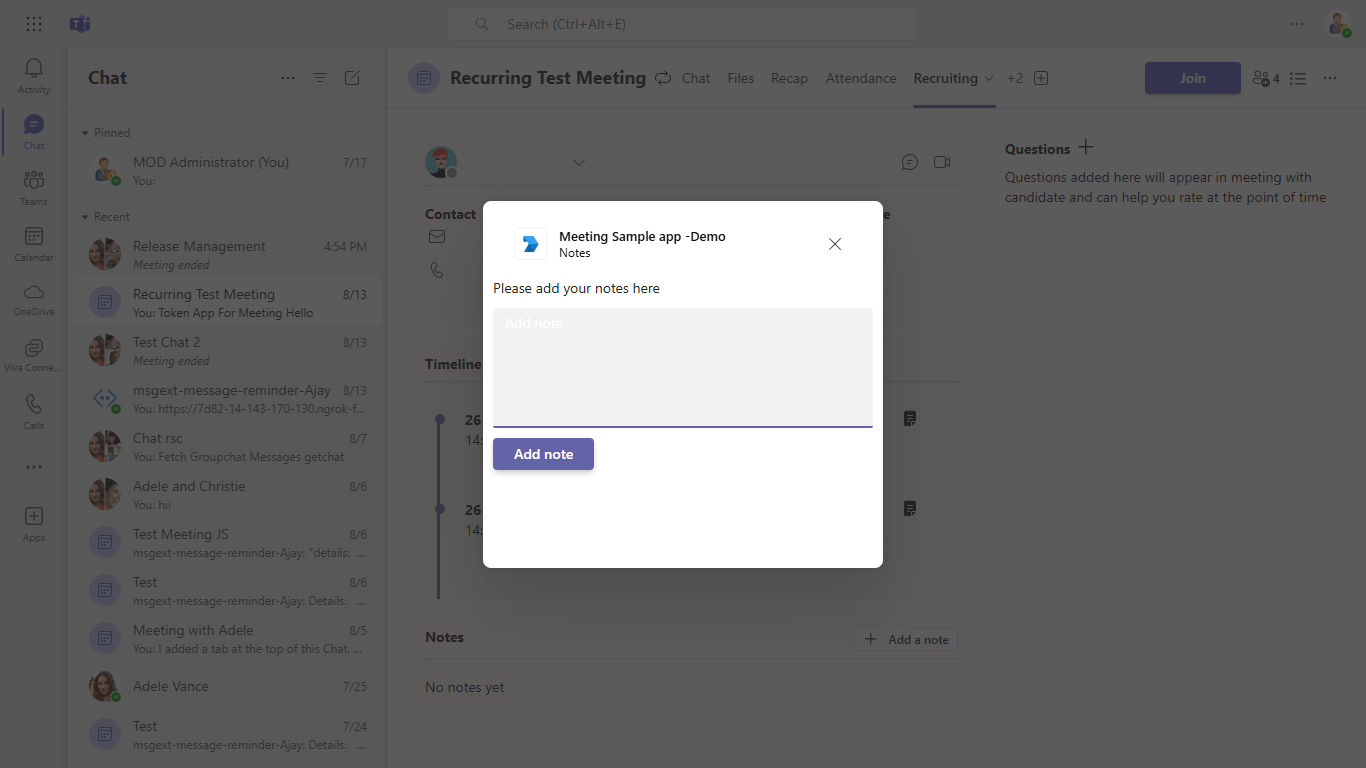 Search (Ctrl+Alt+E)
Activity
Chat
Teams
Calendar
OneDrive
Viva Conne...
Calls
Apps
Chat
Pinned
MOD Administrator (You) 7/17
You:
Recent
Release Management 4:54 PM
Meeting ended
Recurring Test Meeting 8/13
You: Token App For Meeting Hello
Test Chat 2 8/13
Meeting ended
msgext-message-reminder-Ajay 8/13
You: https://7d82-14-143-170-130.ngrok-f...
Chat rsc 8/7
You: Fetch Groupchat Messages getchat
Adele and Christie 8/6
You: hii
Test Meeting JS 8/6
msgext-message-reminder-Ajay: "details: ...
Test 8/6
msgext-message-reminder-Ajay: Details: ...
Meeting with Adele 8/5
You: I added a tab at the top of this Chat. ...
Adele Vance 7/25
Test 7/24
msgext-message-reminder-Ajay: Details: ...
Recurring Test Meeting Chat Files Recap Attendance Recruiting +2 Join 4
Contact
Timeline
26
14:
26
14:
Notes
Add a note
No notes yet
Questions
Questions added here will appear in meeting with
candidate and can help you rate at the point of time
Meeting Sample app -Demo
Notes
Please add your notes here
Add note
Add note